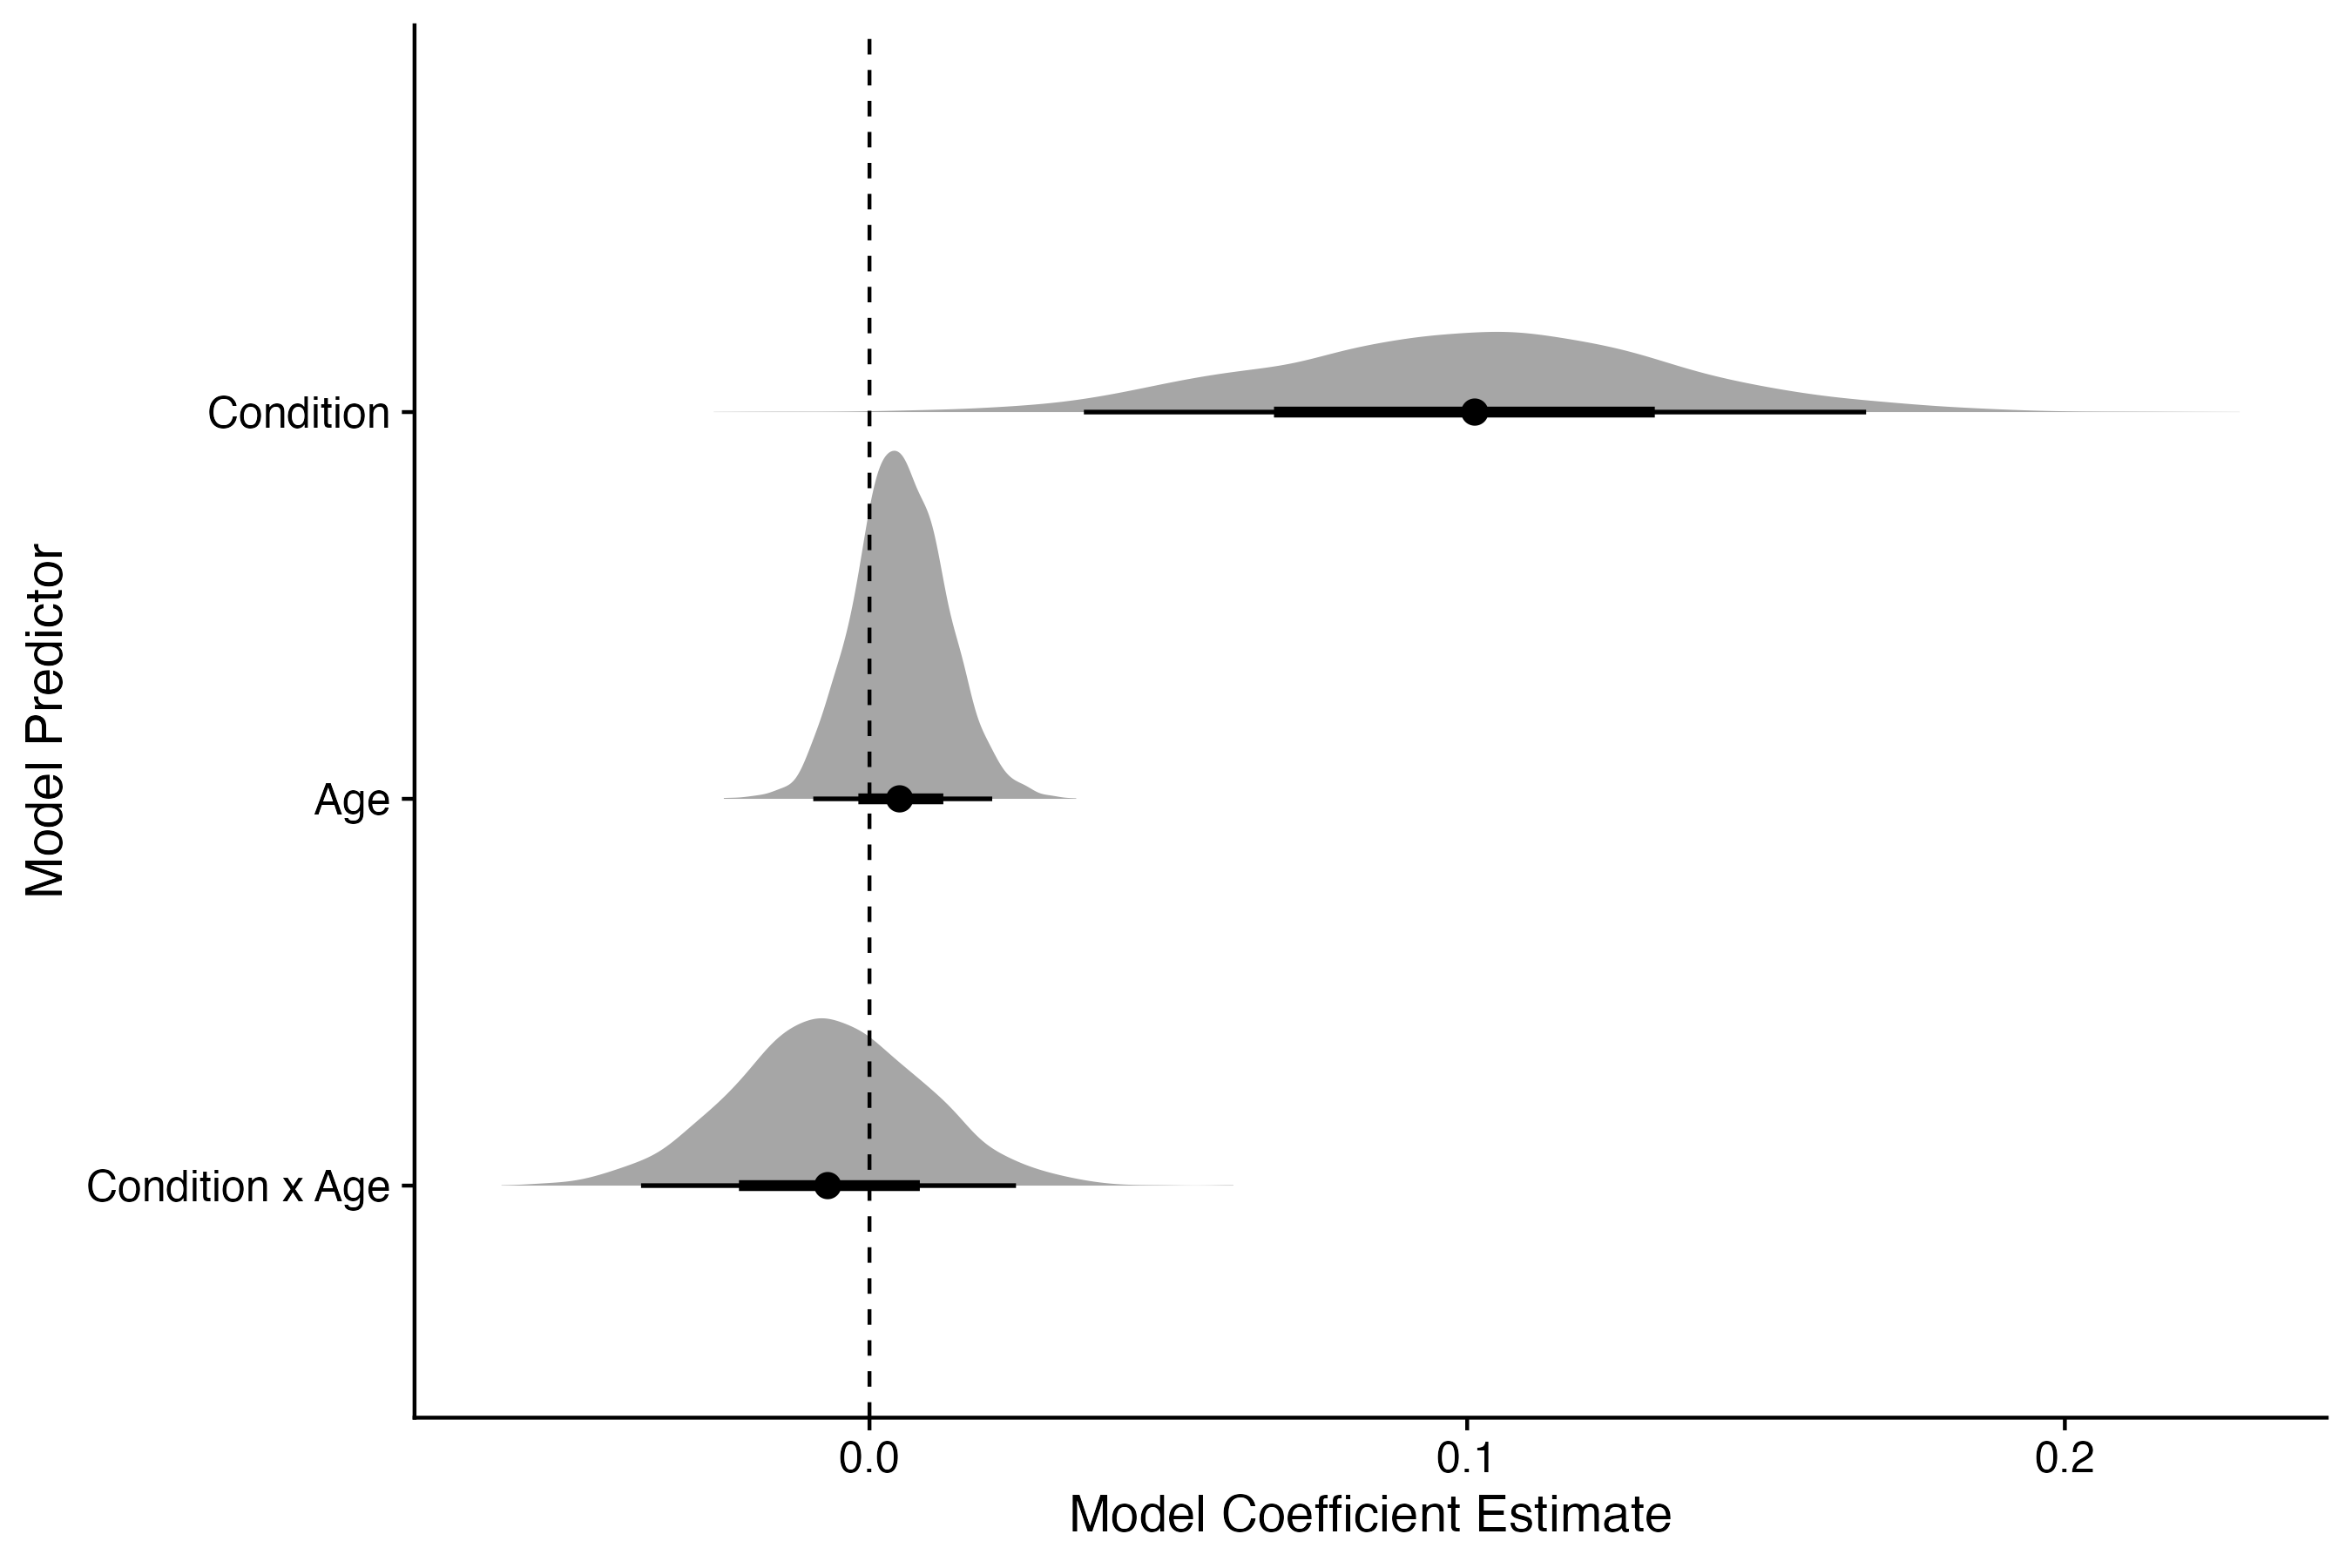 Model Predictor
Condition
Age
Condition x Age
0.0
0.1
0.2
Model Coefficient Estimate